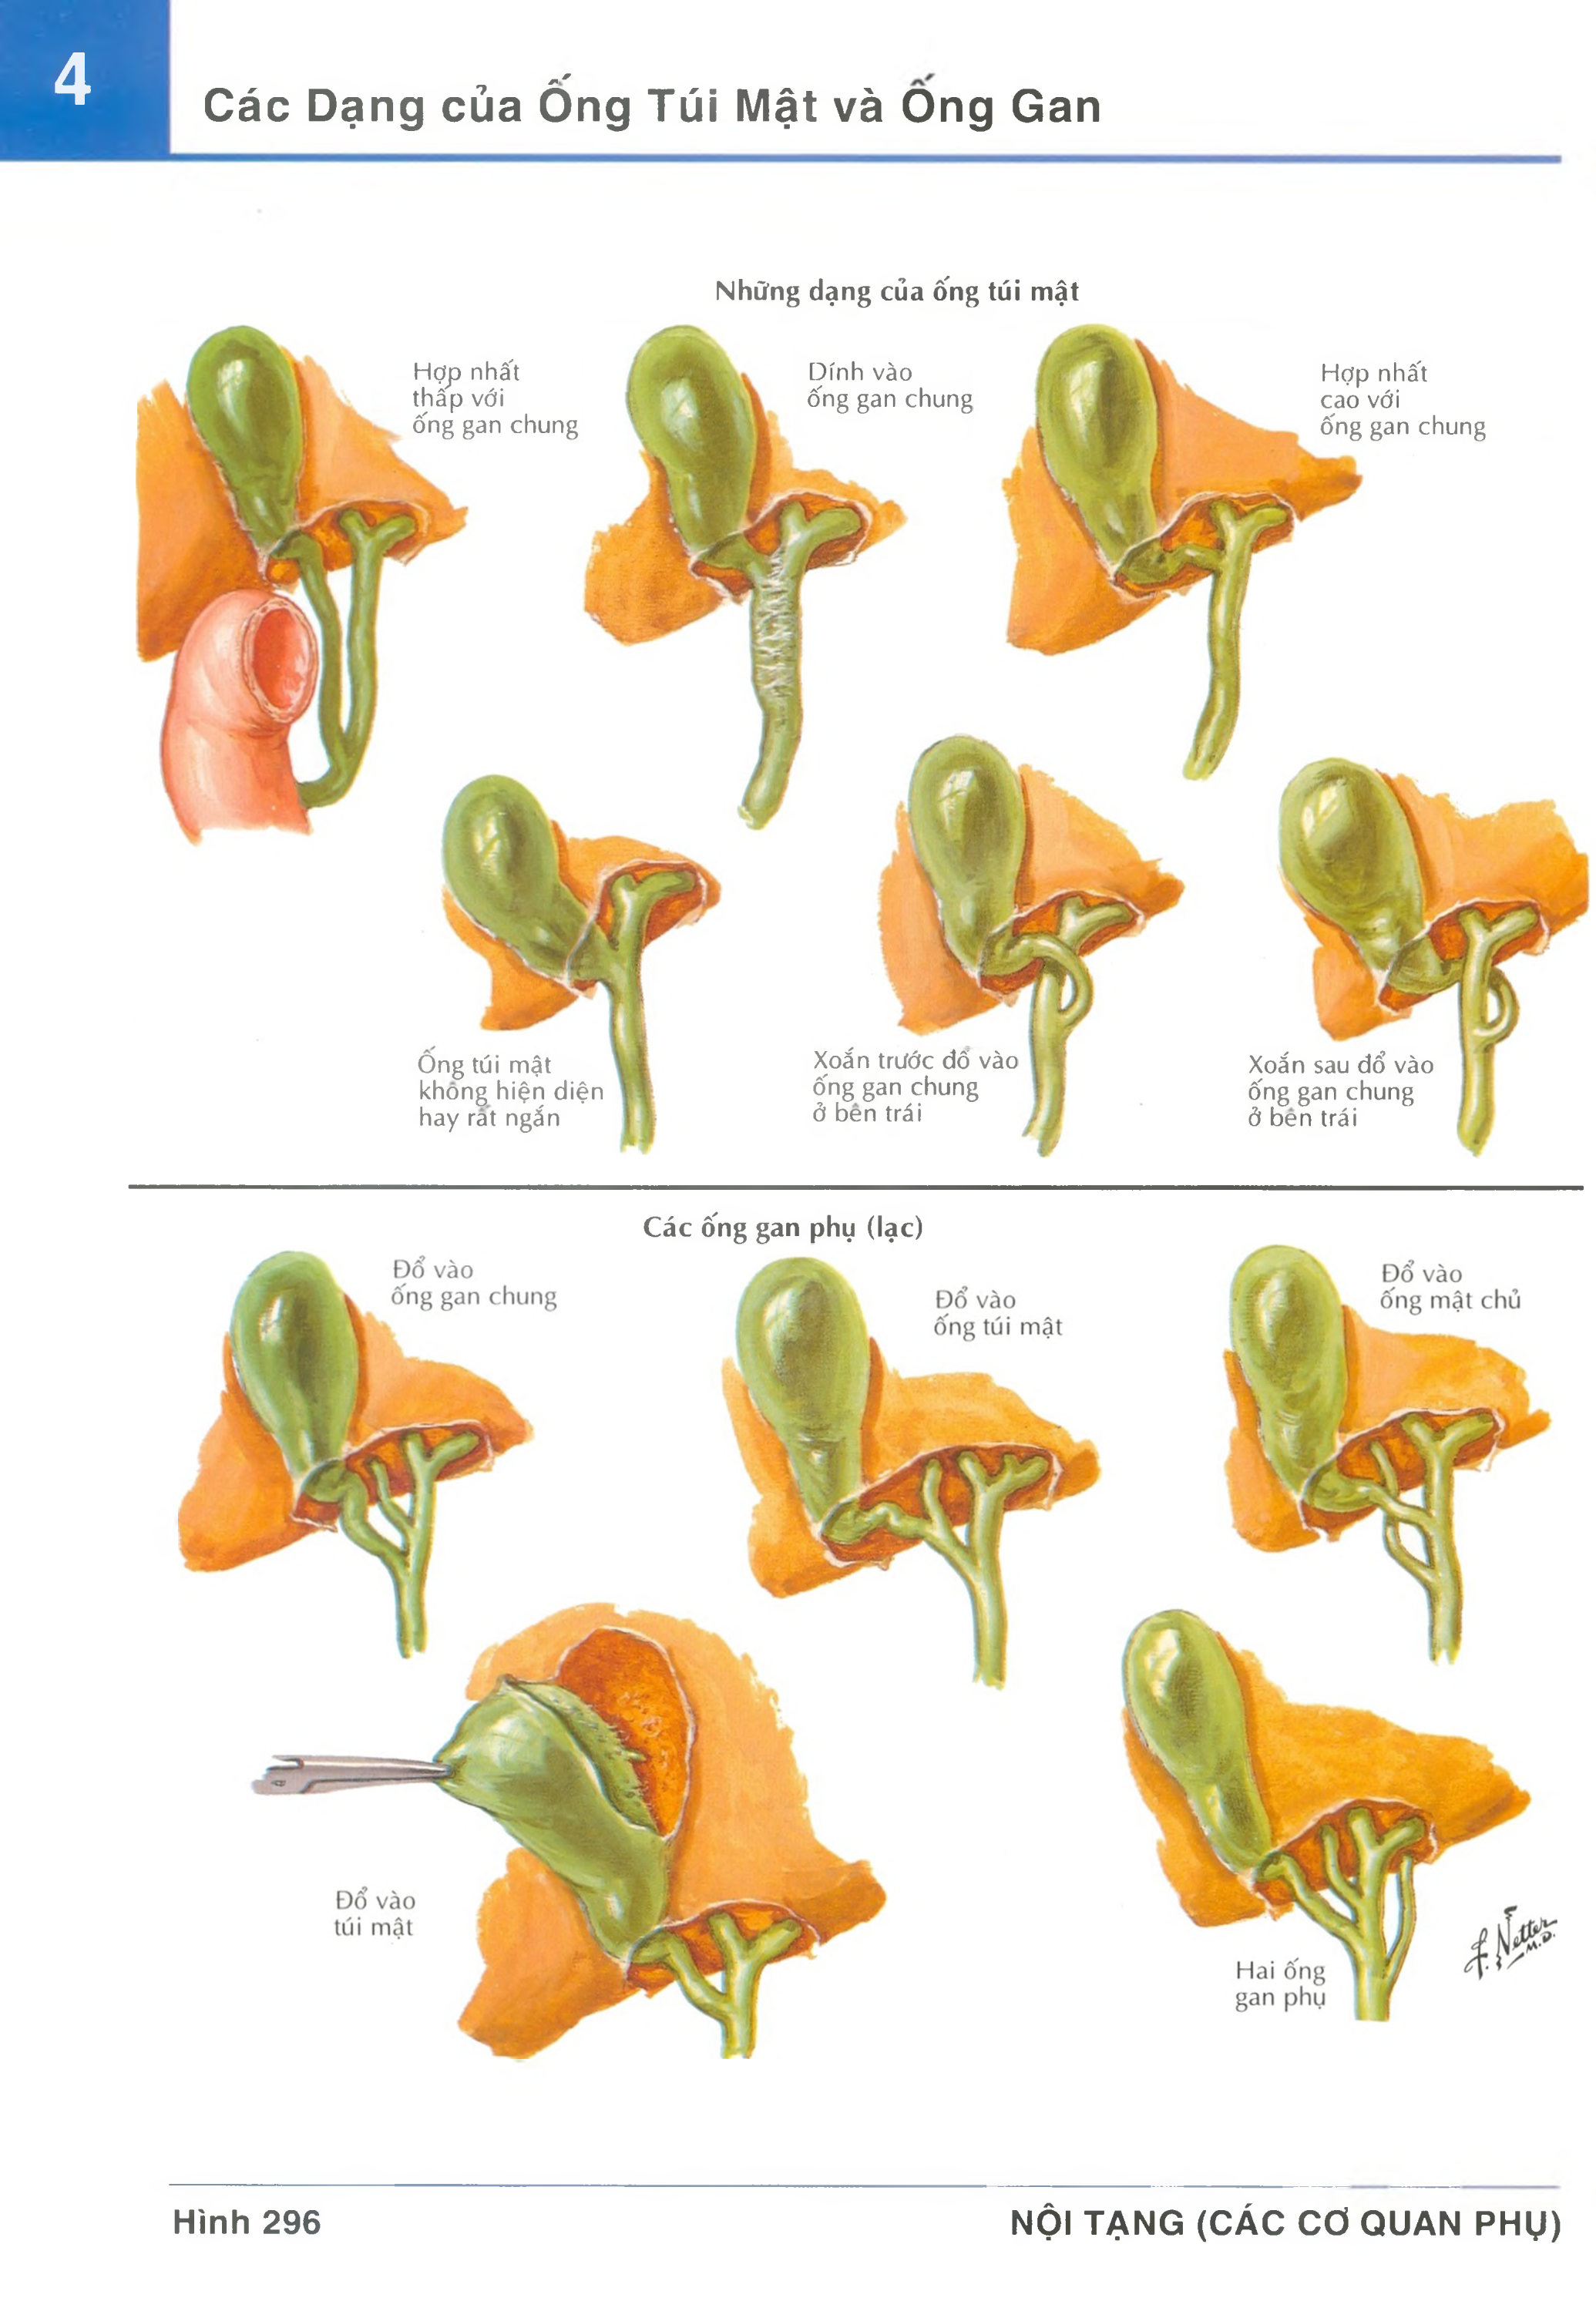 4
Các Dạng của Ống Túi Mật và Ống Gan
Những dạng của ống túi mật
Hợp nhất
thấp với
ống gan chung
Dính vào
ống gan chung
Hợp nhất
cao với
ống gan chung
Ống túi mật
không hiện diện
hay rất ngắn
Xoắn trước đổ vào
ống gan chung
ở bên trái
Xoắn sau đổ vào
ống gan chung
ở bên trái
Các ống gan phụ (lạc)
Đổ vào
ống gan chung
Đổ vào
ống túi mật
Đổ vào
ống mật chủ
Đổ vào
túi mật
Hai ống
gan phụ
F. Netter
M.D.
Hình 296
NỘI TẠNG (CÁC CƠ QUAN PHỤ)